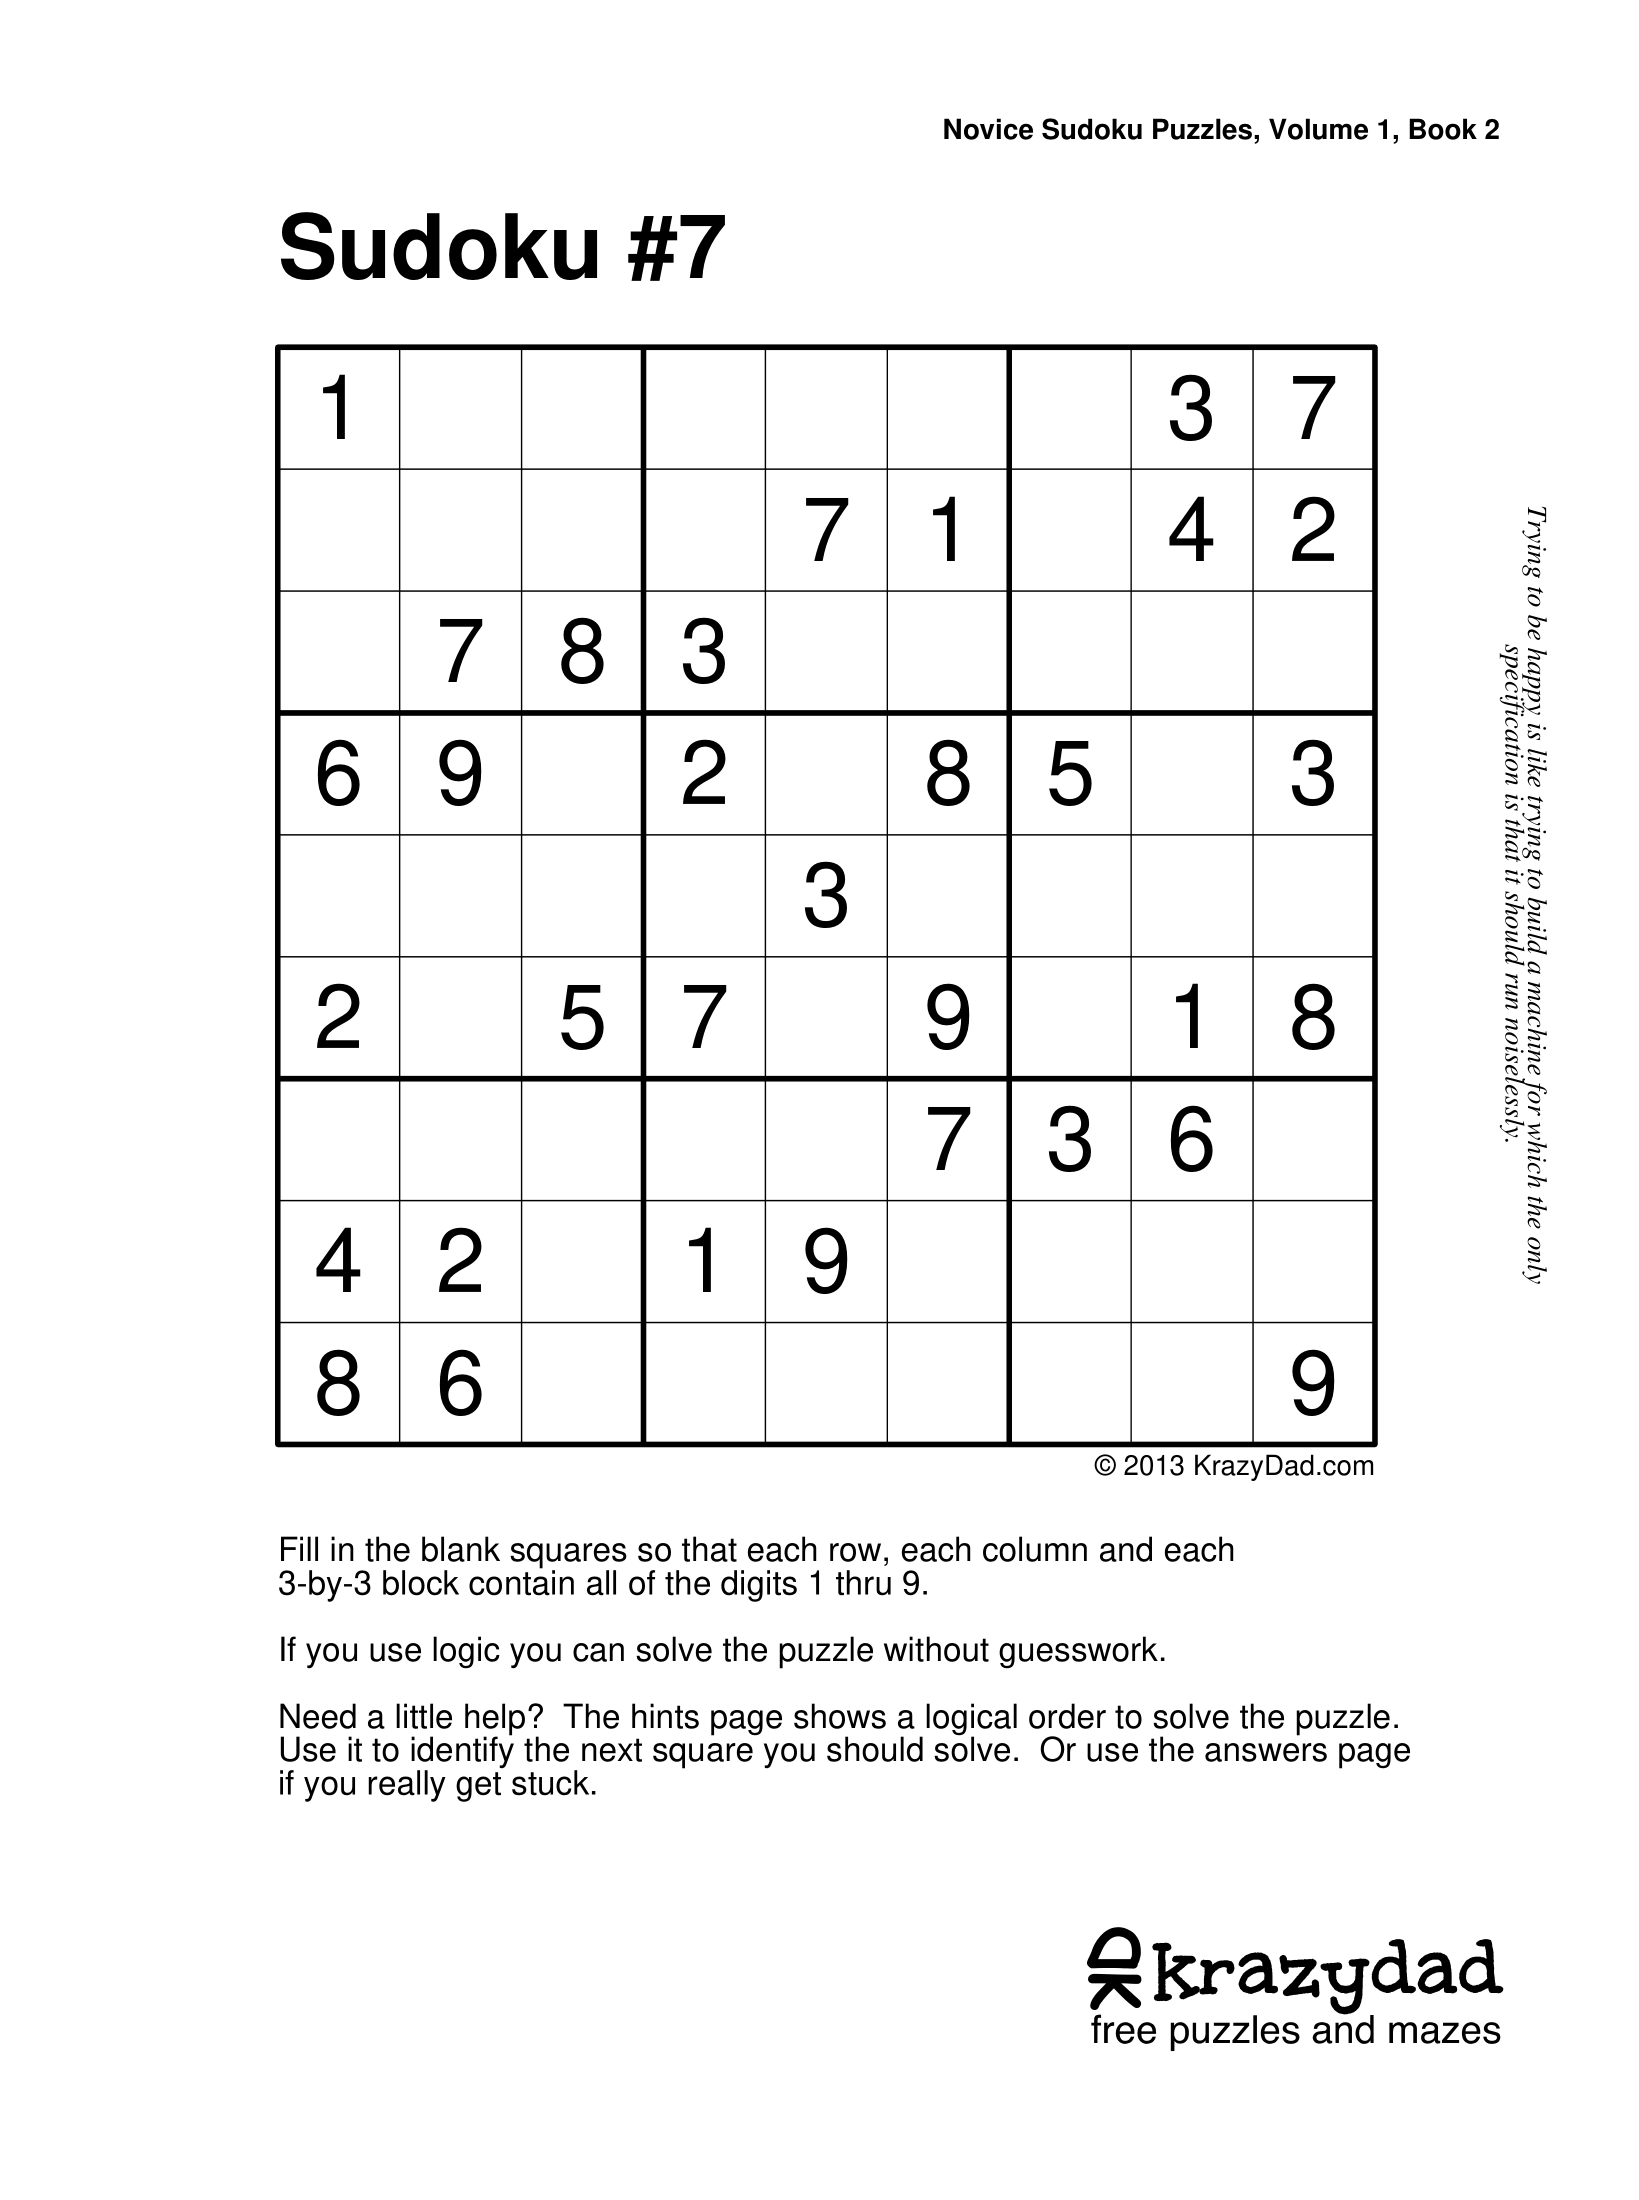 Novice Sudoku Puzzles, Volume 1, Book 2
Sudoku #7
1 3 7
7 1 4 2
7 8 3
6 9 2 8 5 3
3
2 5 7 9 1 8
7 3 6
4 2 1 9
8 6 9
© 2013 KrazyDad.com
Trying to be happy is like trying to build a machine for which the only
specification is that it should run noiselessly.
Fill in the blank squares so that each row, each column and each
3-by-3 block contain all of the digits 1 thru 9.
If you use logic you can solve the puzzle without guesswork.
Need a little help?  The hints page shows a logical order to solve the puzzle.
Use it to identify the next square you should solve.  Or use the answers page
if you really get stuck.
KD krazydad
free puzzles and mazes